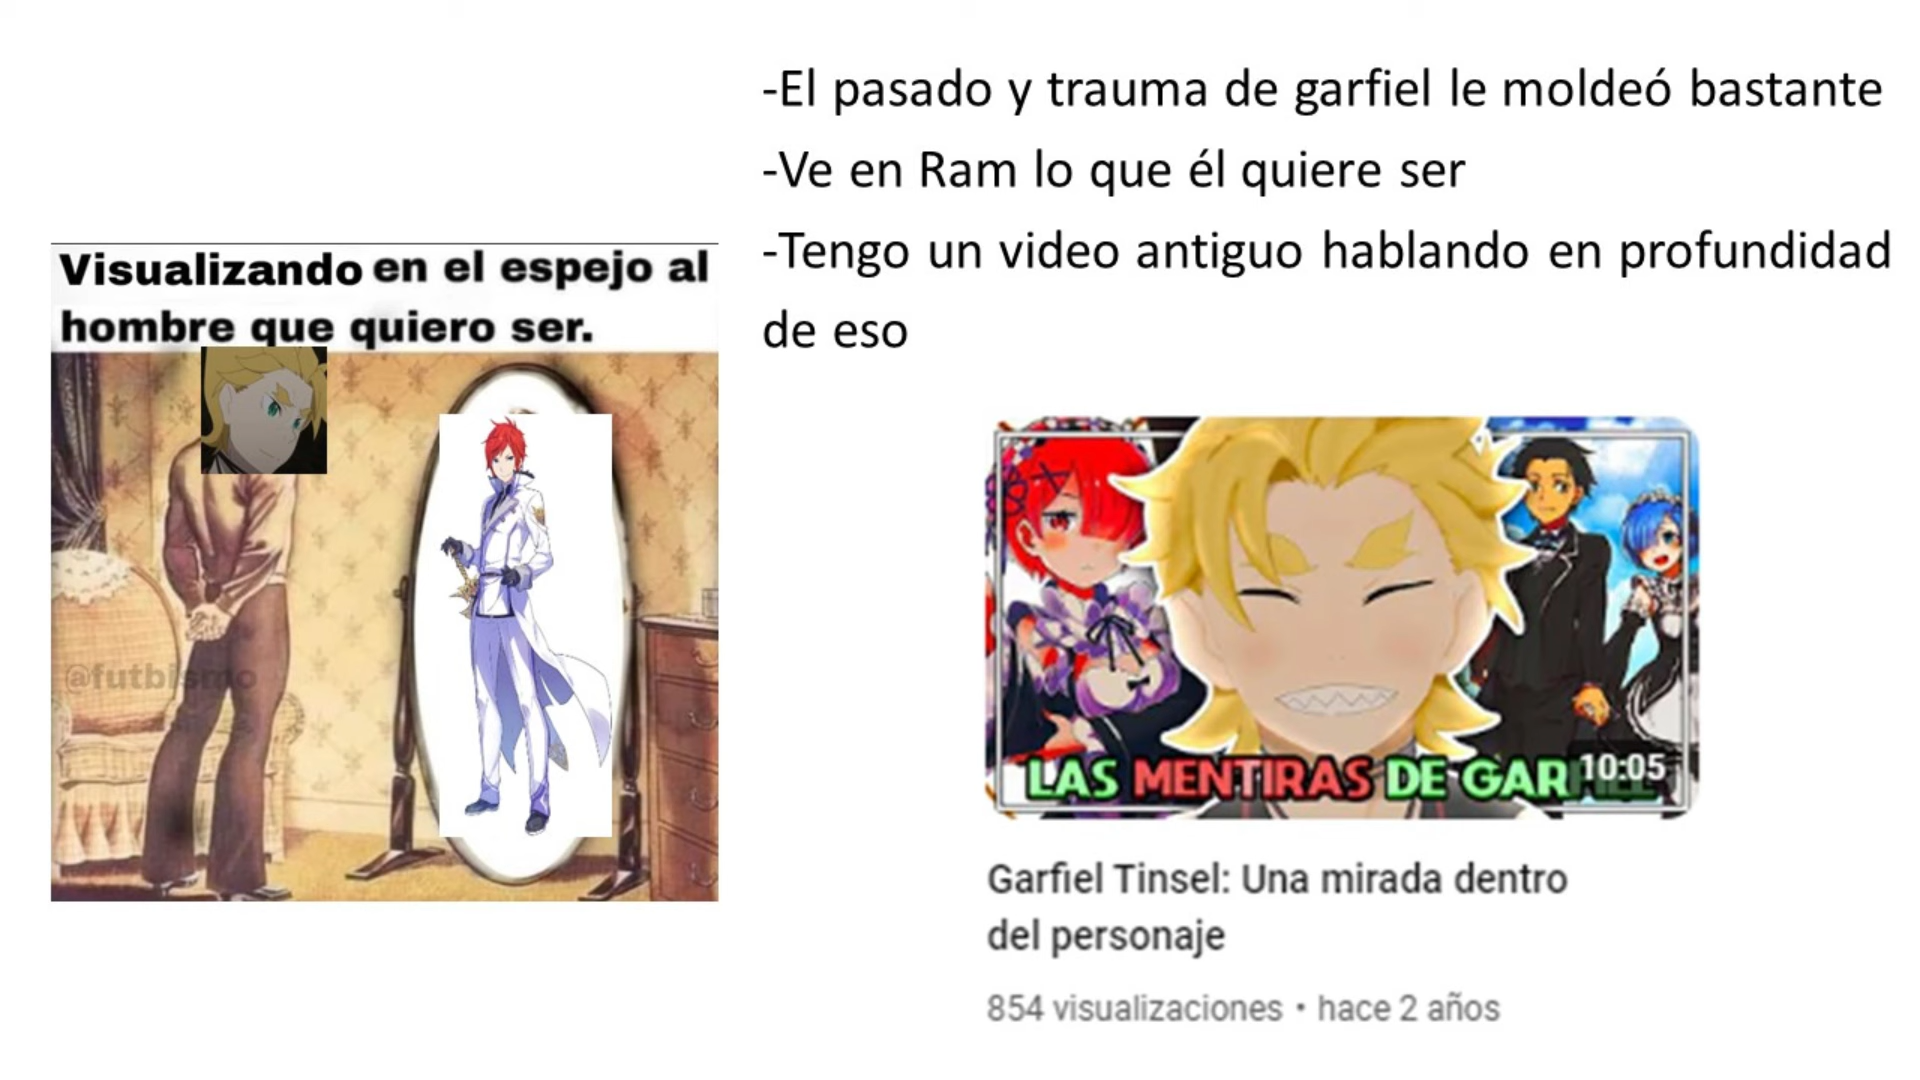 -El pasado y trauma de garfiel le moldeó bastante
-Ve en Ram lo que él quiere ser
-Tengo un video antiguo hablando en profundidad
de eso
Visualizando en el espejo al
hombre que quiero ser.
@futbismo
LAS MENTIRAS DE GAR
10:05
Garfiel Tinsel: Una mirada dentro
del personaje
854 visualizaciones • hace 2 años